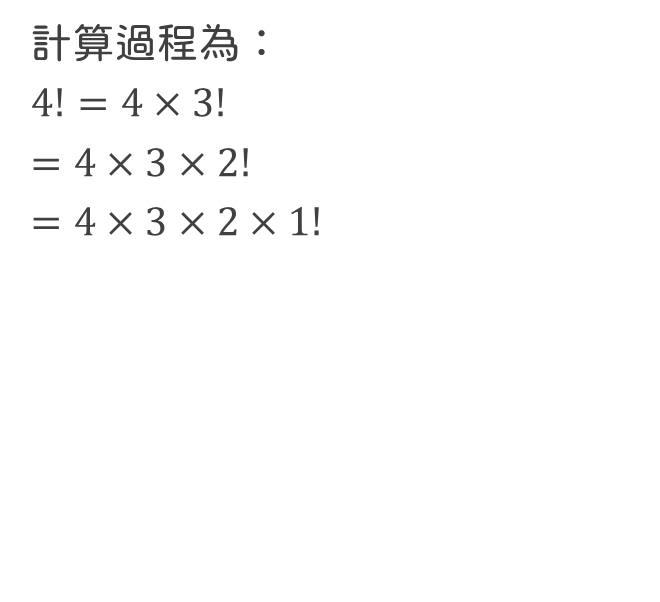 計算過程為：
4! = 4 × 3!
= 4 × 3 × 2!
= 4 × 3 × 2 × 1!